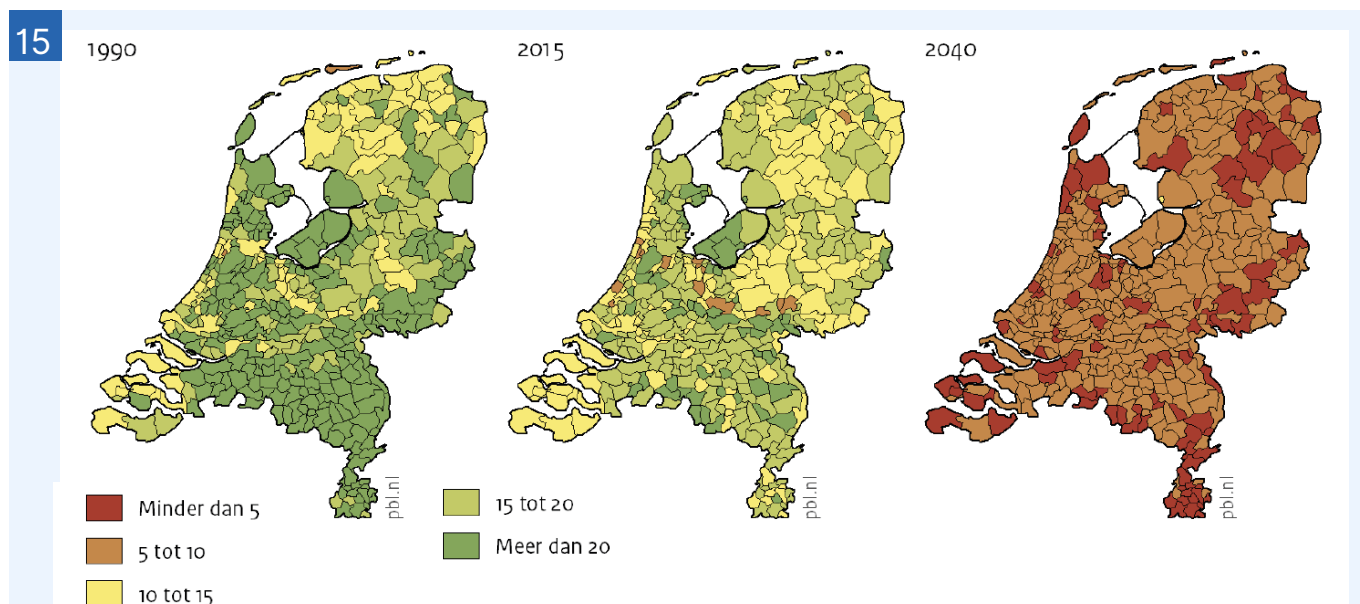 15
1990
2015
2040
pbl.nl
pbl.nl
pbl.nl
Minder dan 5
5 tot 10
10 tot 15
15 tot 20
Meer dan 20